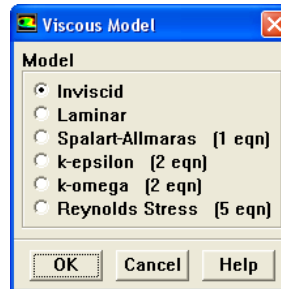 Viscous Model
Model
Inviscid
Laminar
Spalart-Allmaras (1 eqn)
k-epsilon (2 eqn)
k-omega (2 eqn)
Reynolds Stress (5 eqn)
OK Cancel Help